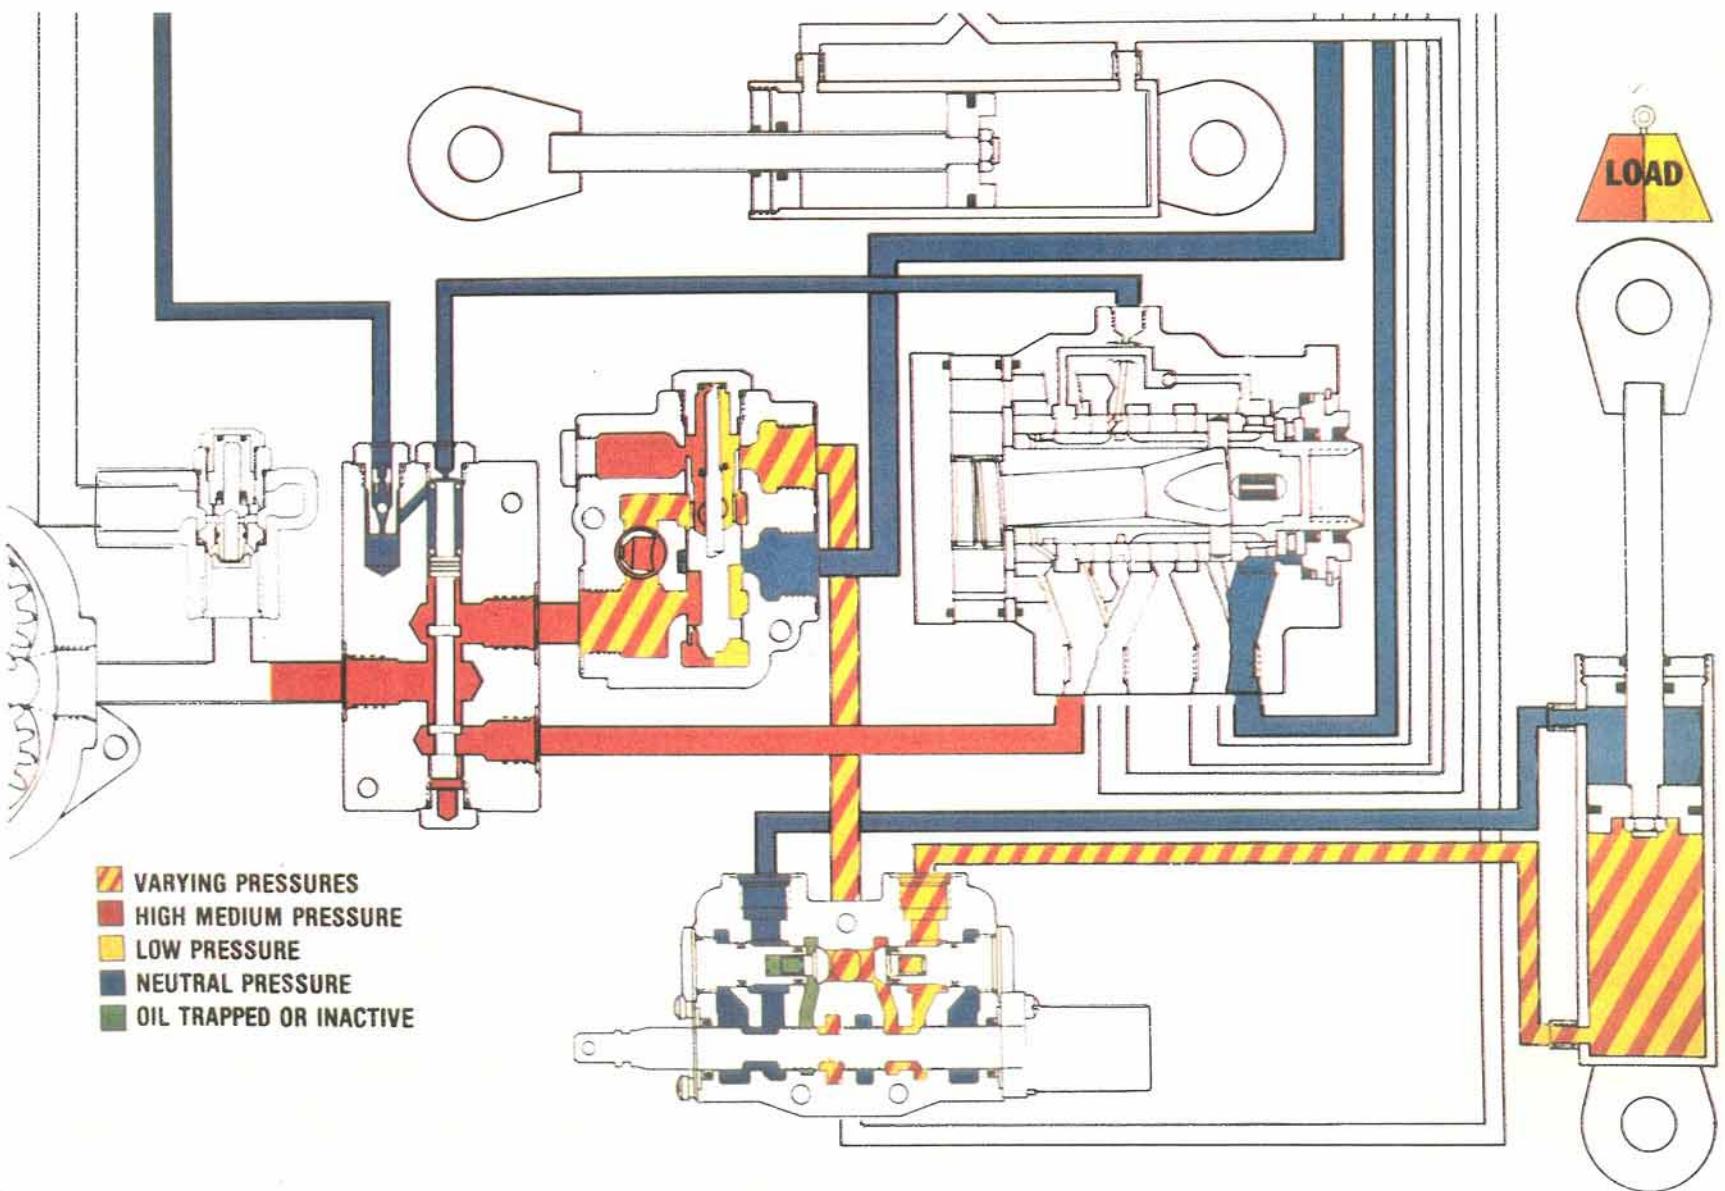 LOAD
VARYING PRESSURES
HIGH MEDIUM PRESSURE
LOW PRESSURE
NEUTRAL PRESSURE
OIL TRAPPED OR INACTIVE